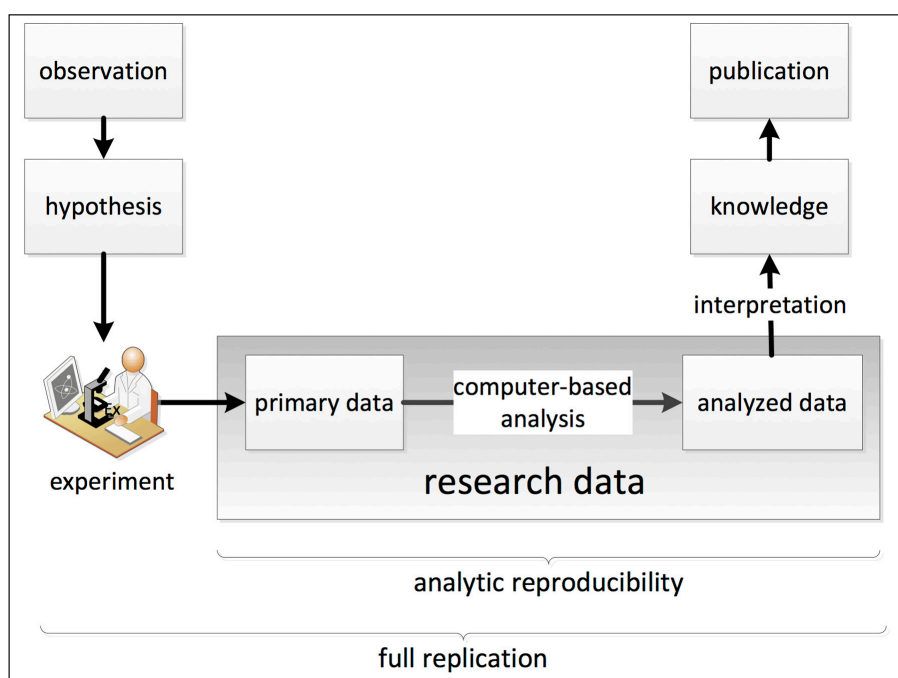 observation
publication
hypothesis
knowledge
interpretation
primary data
computer-based
analysis
analyzed data
EX
experiment
research data
analytic reproducibility
full replication